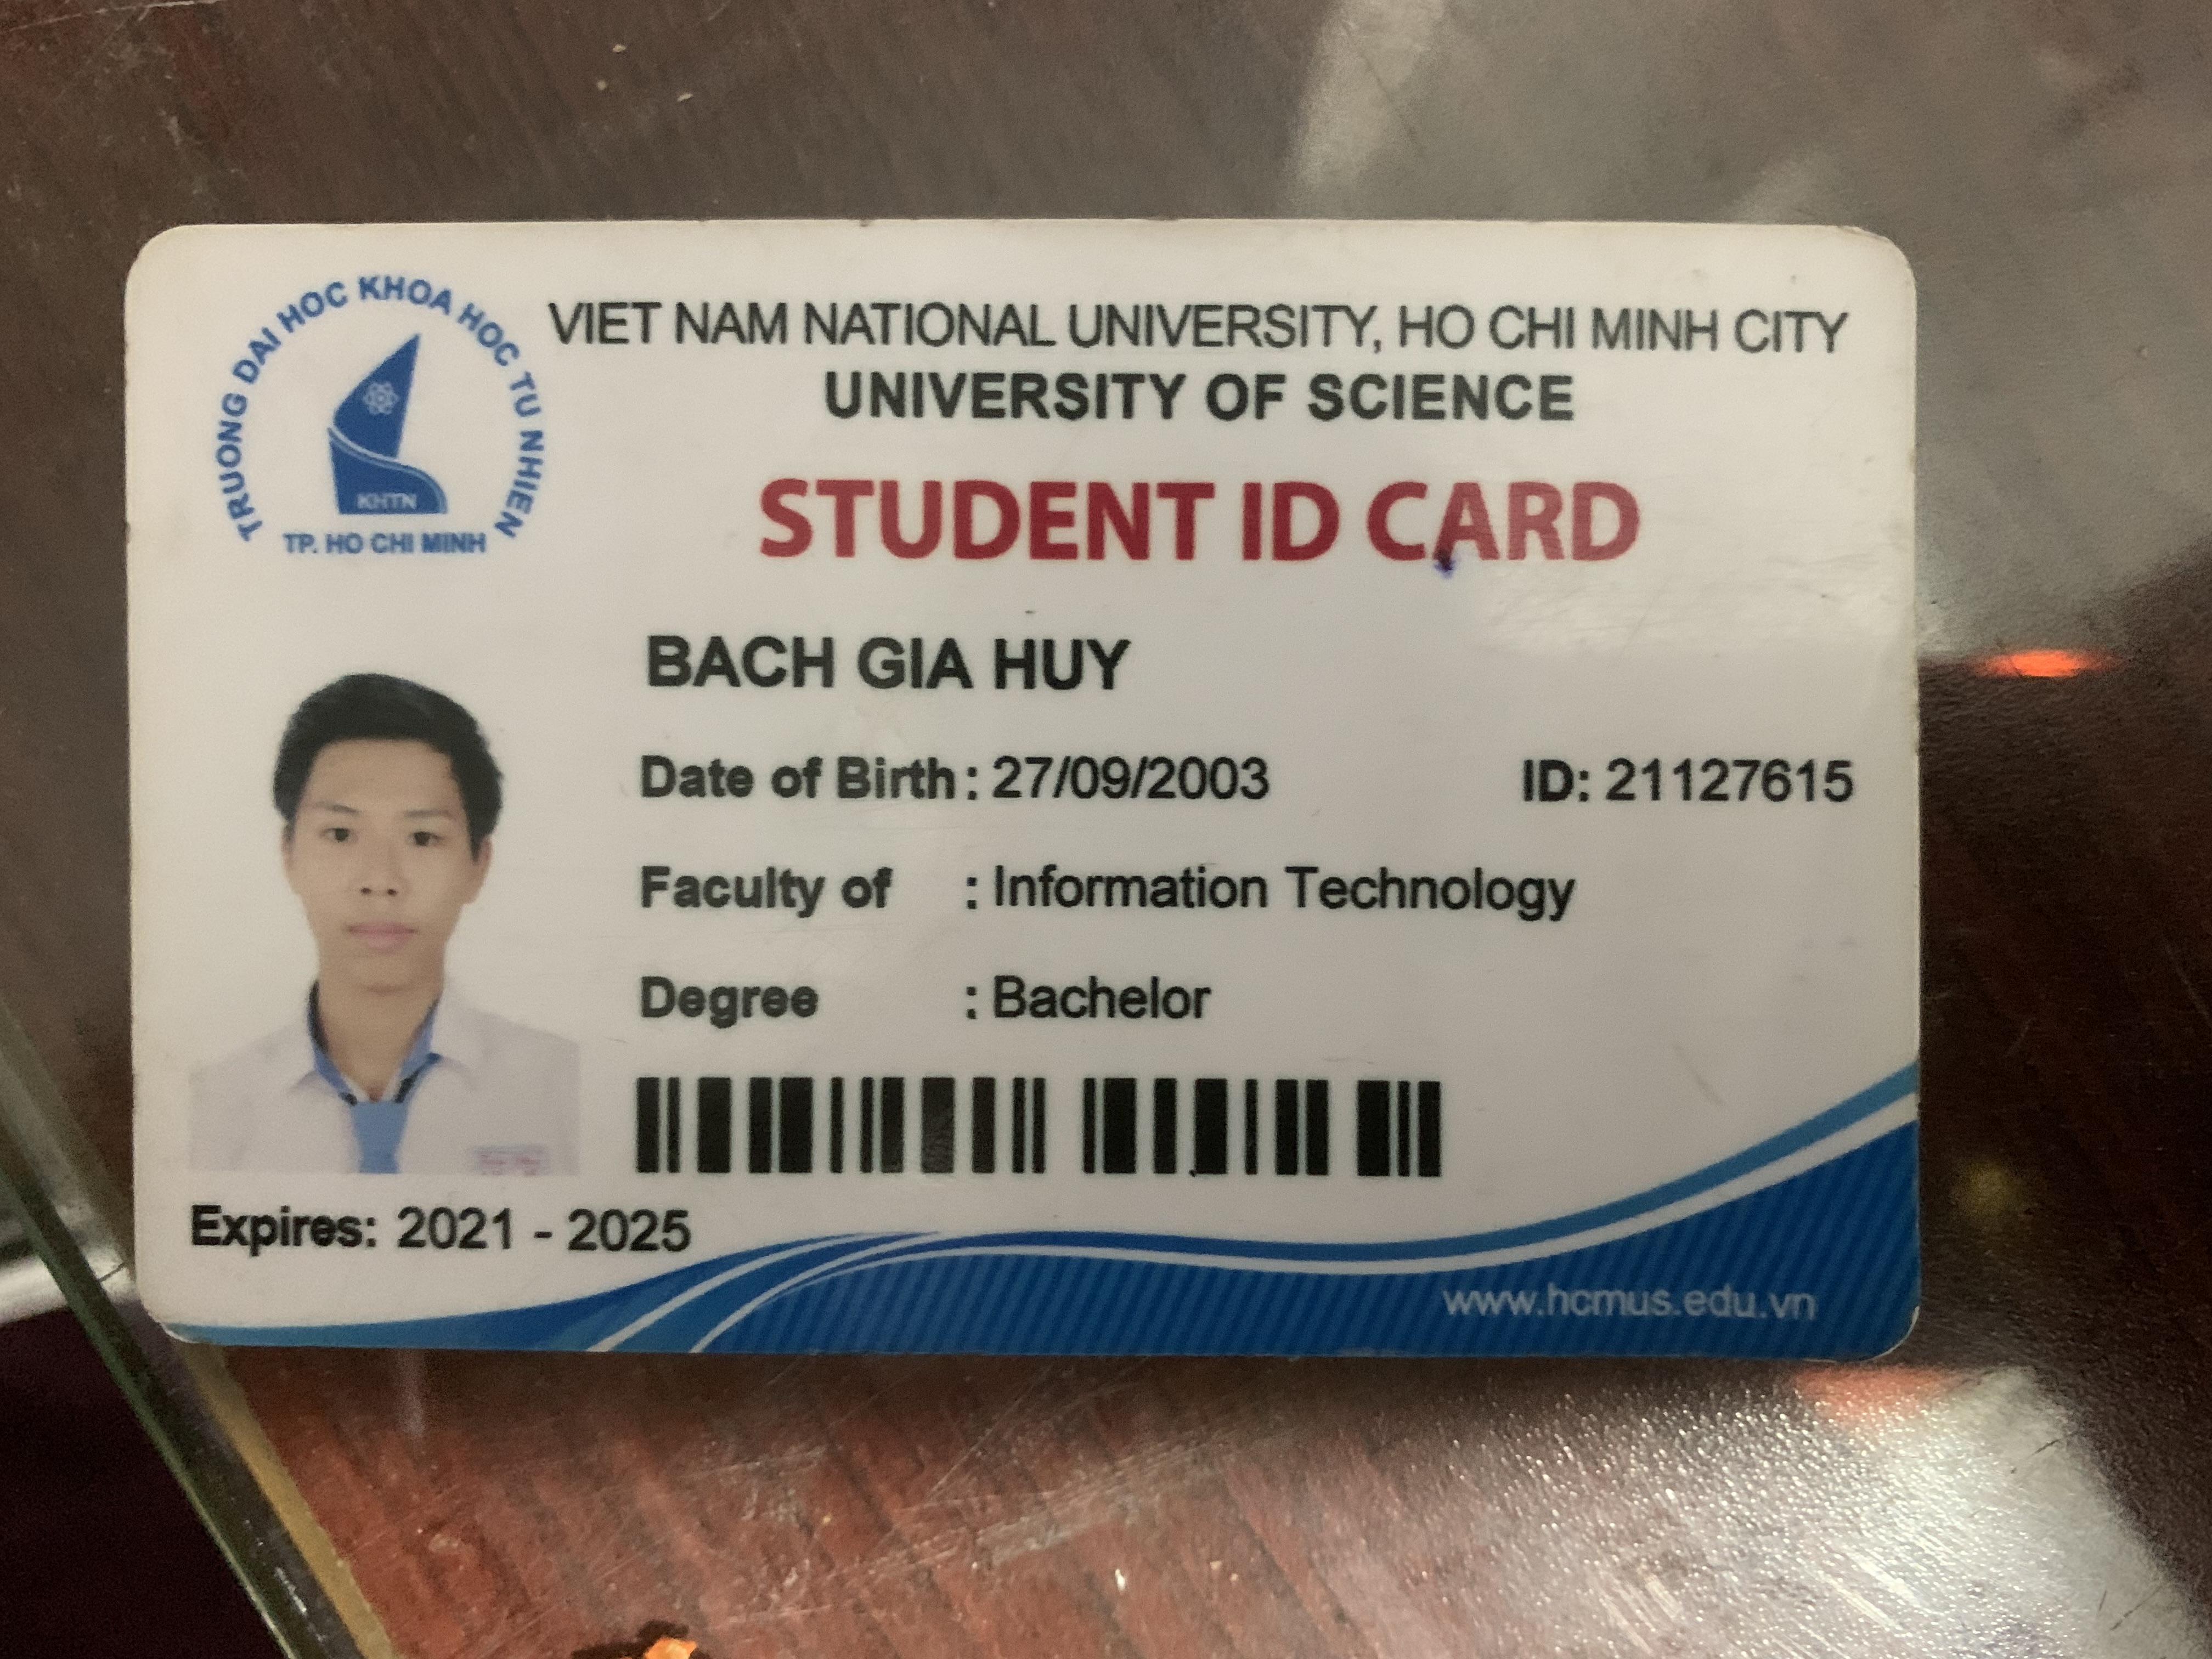 TRUONG DAI HOC KHOA HOC TU NHIEN
TP. HO CHI MINH
KHTN
VIET NAM NATIONAL UNIVERSITY, HO CHI MINH CITY
UNIVERSITY OF SCIENCE
STUDENT ID CARD
BACH GIA HUY
Date of Birth : 27/09/2003 ID: 21127615
Faculty of : Information Technology
Degree : Bachelor
Expires: 2021 - 2025
www.hcmus.edu.vn